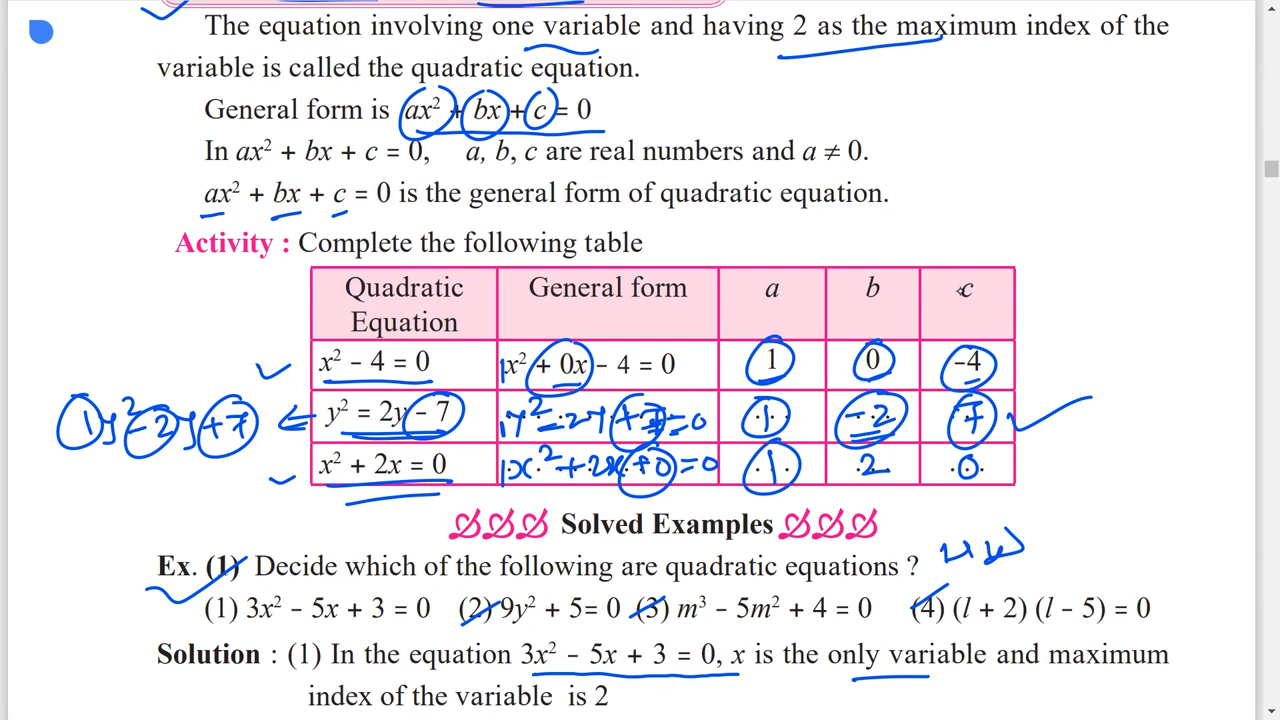 The equation involving one variable and having 2 as the maximum index of the
variable is called the quadratic equation.
General form is ax² + bx + c = 0
In ax² + bx + c = 0, a, b, c are real numbers and a ≠ 0.
ax² + bx + c = 0 is the general form of quadratic equation.
Activity : Complete the following table
Quadratic Equation General form a b c
x² - 4 = 0 1x² + 0x - 4 = 0 1 0 -4
1y² - 2y + 7 ⇐ y² = 2y - 7 1y² - 2y + 7 = 0 1 -2 7
x² + 2x = 0 1x² + 2x + 0 = 0 1 2 0
Solved Examples
Ex. (1) Decide which of the following are quadratic equations ? HW
(1) 3x² - 5x + 3 = 0 (2) 9y² + 5= 0 (3) m³ - 5m² + 4 = 0 (4) (l + 2) (l - 5) = 0
Solution : (1) In the equation 3x² - 5x + 3 = 0, x is the only variable and maximum
index of the variable is 2